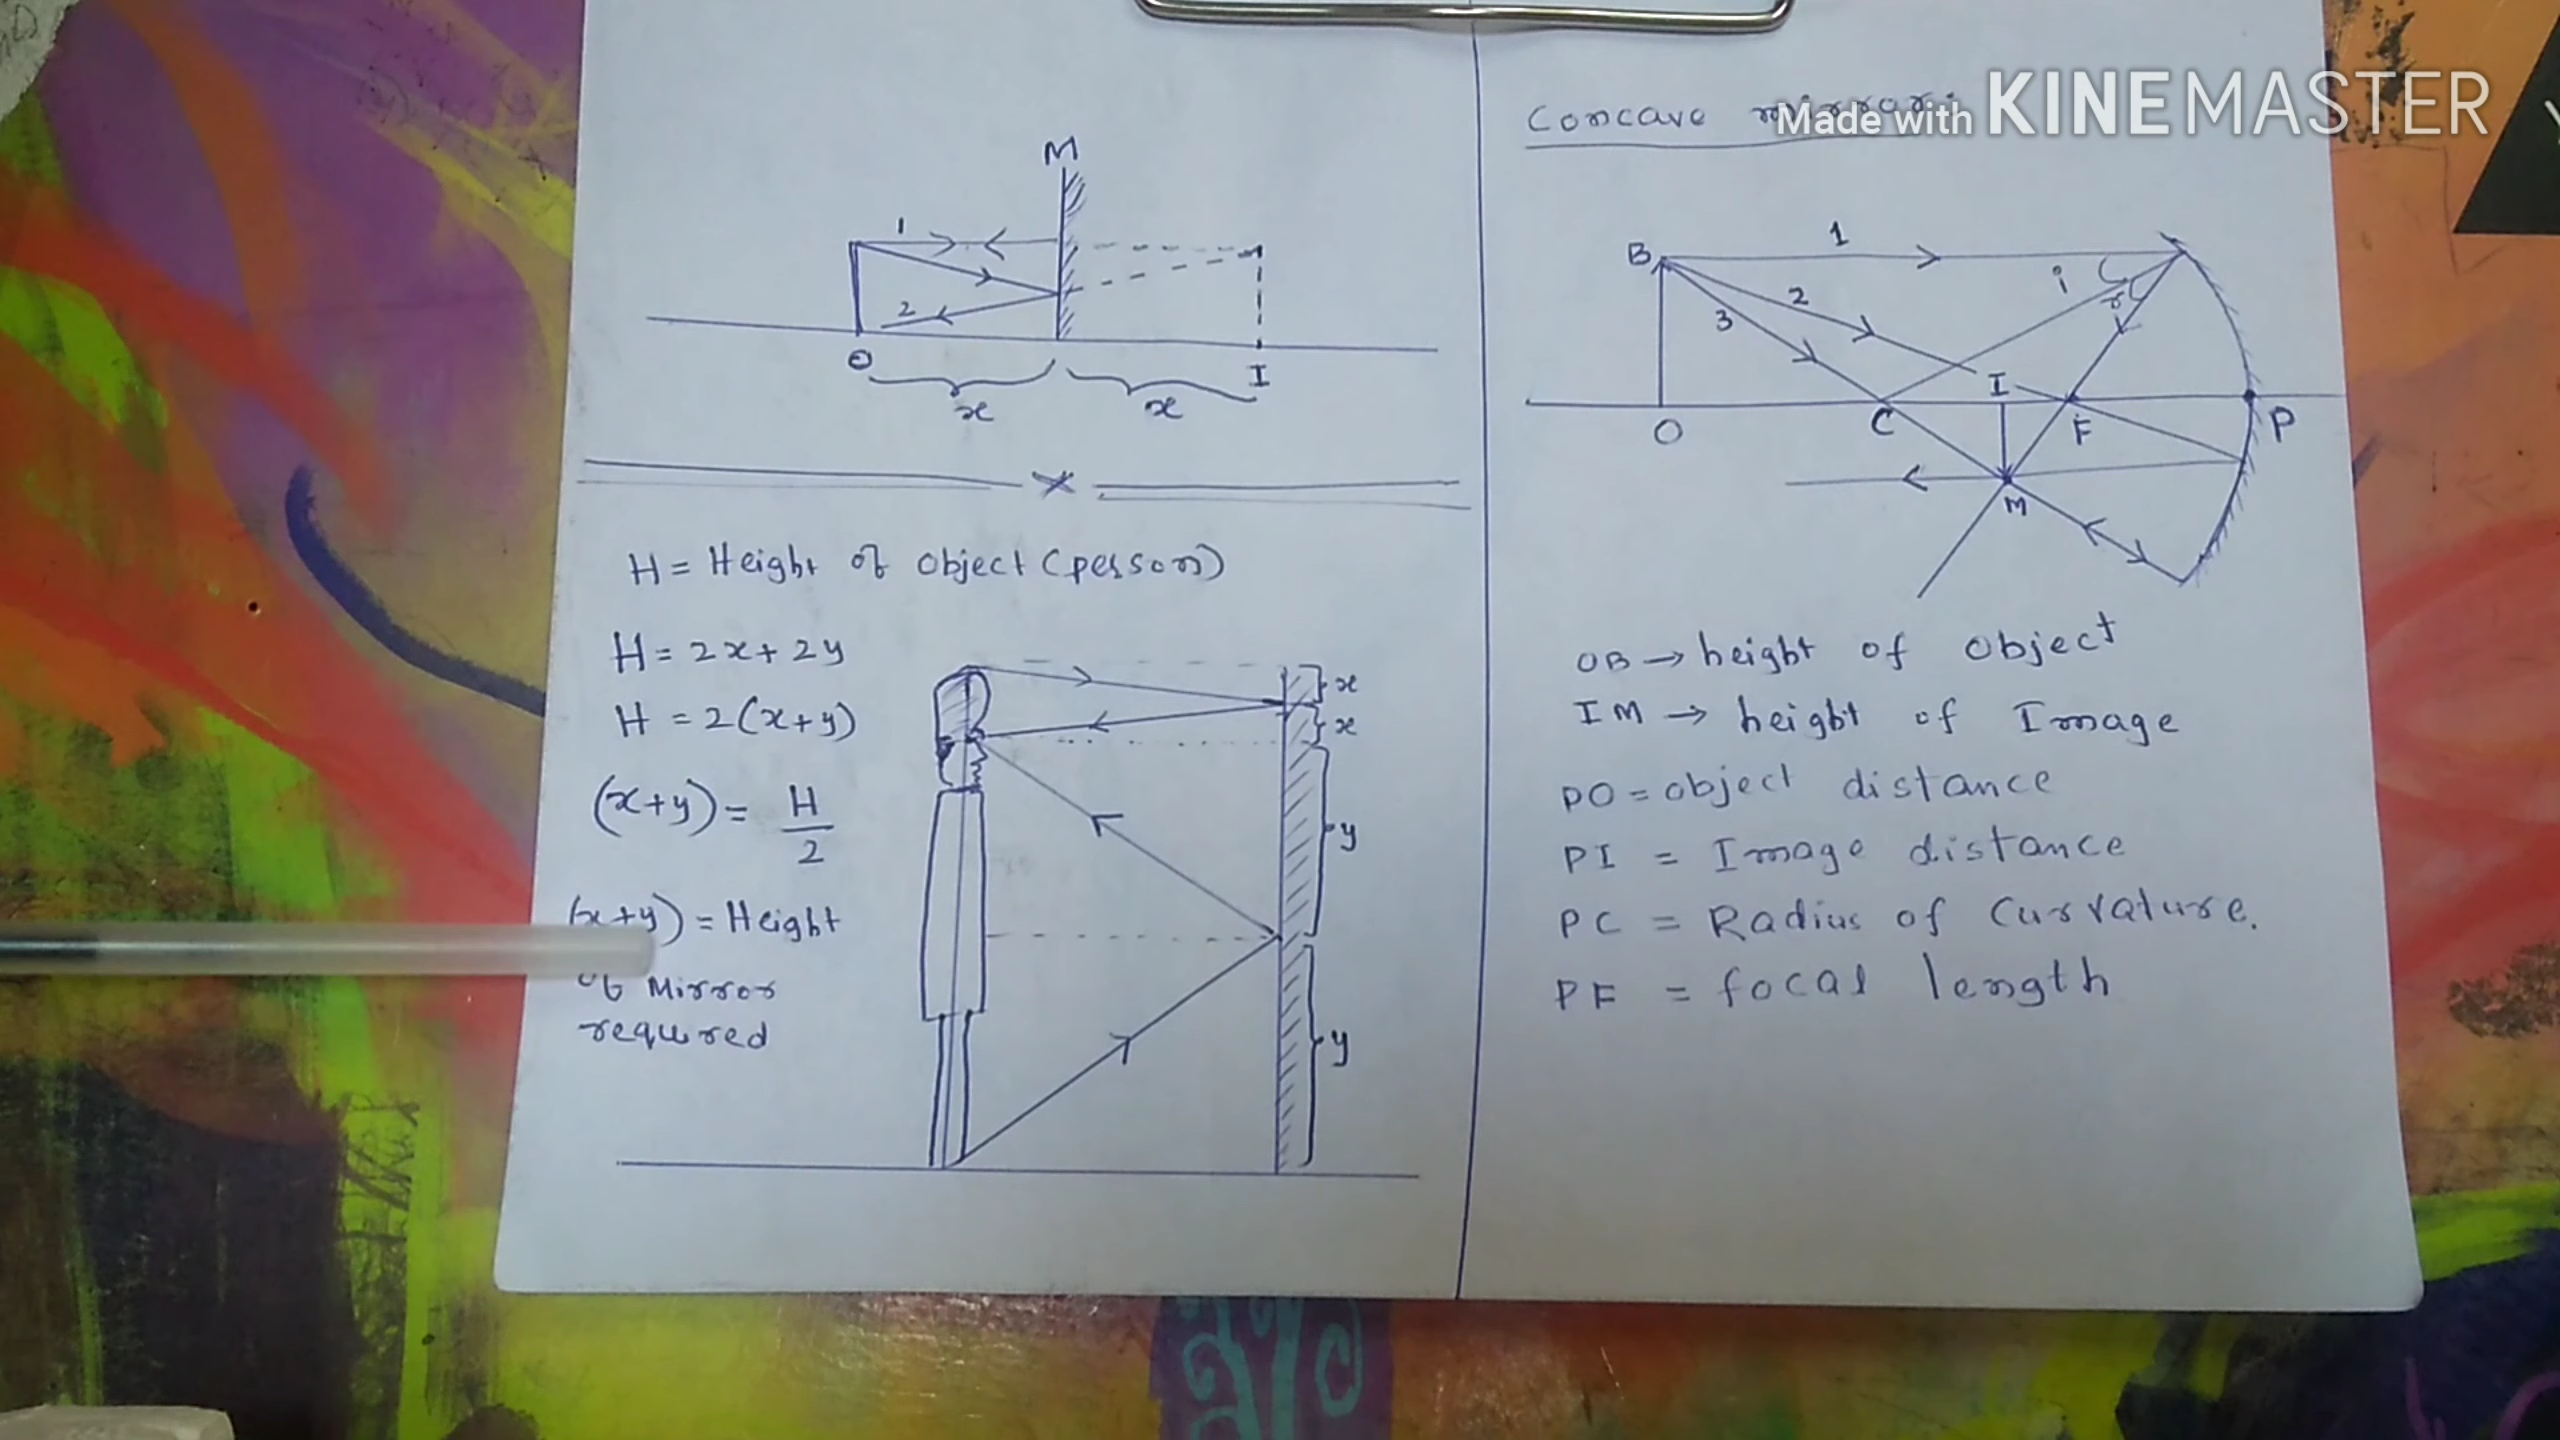 M
1
2
O
I
x
x
H = Height of object (person)
H = 2x + 2y
H = 2(x+y)
(x+y) = H/2
(x+y) = Height
of Mirror
required
x
x
y
y
Concave mirror:
Made with KINEMASTER
B
1
2
3
i
r
I
O
C
F
P
M
OB → height of object
IM → height of Image
PO = object distance
PI = Image distance
PC = Radius of Curvature.
PF = focal length